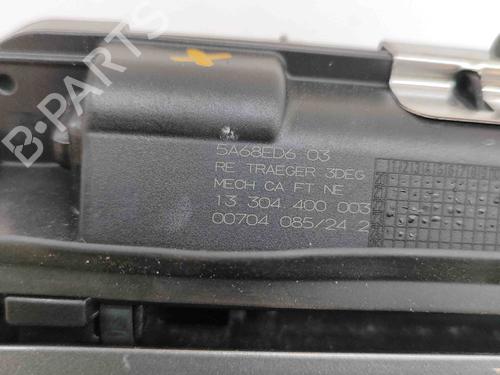 B-PARTS
5A68ED6 03
RE TRAEGER 3DEG
MECH CA FT NE
13 304 400 003
00704 085/24 2